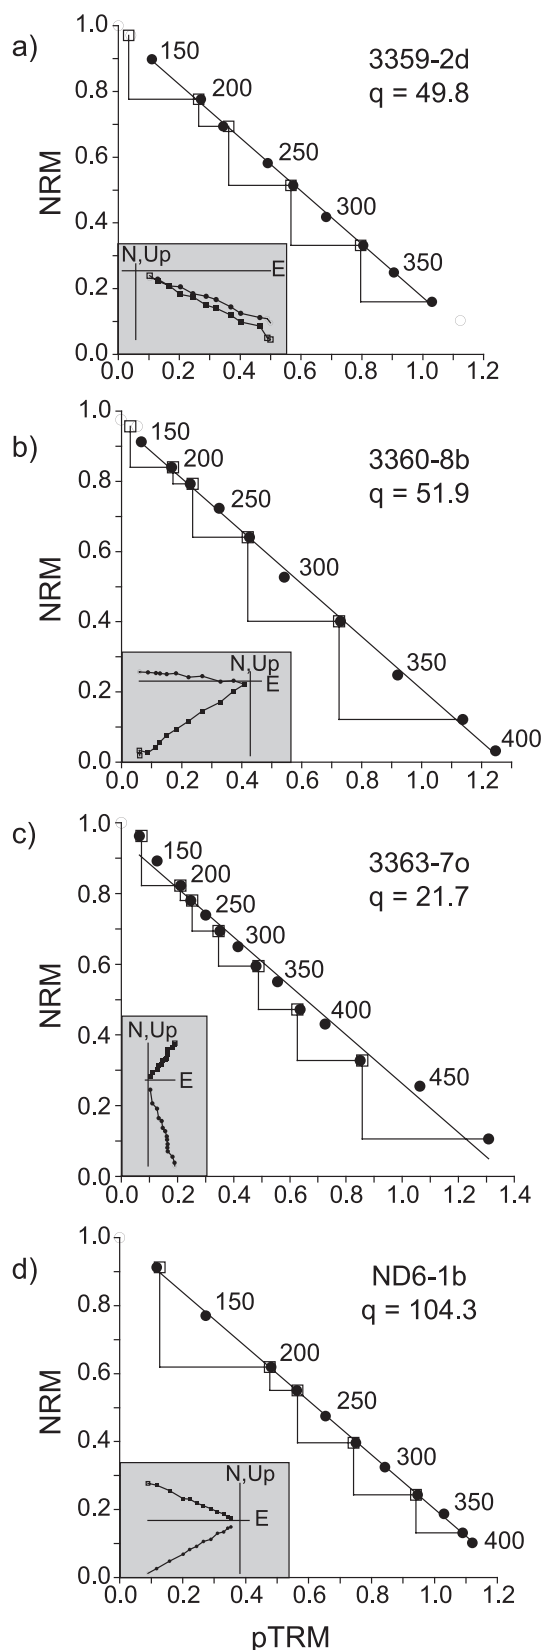 a)
3359-2d
q = 49.8
NRM
1.0
0.8
0.6
0.4
0.2
0.0
150
200
250
300
350
N,Up
E
0.0 0.2 0.4 0.6 0.8 1.0 1.2
b)
3360-8b
q = 51.9
NRM
1.0
0.8
0.6
0.4
0.2
0.0
150
200
250
300
350
400
N,Up
E
0.0 0.2 0.4 0.6 0.8 1.0 1.2
c)
3363-7o
q = 21.7
NRM
1.0
0.8
0.6
0.4
0.2
0.0
150
200
250
300
350
400
450
N,Up
E
0.0 0.2 0.4 0.6 0.8 1.0 1.2 1.4
d)
ND6-1b
q = 104.3
NRM
1.0
0.8
0.6
0.4
0.2
0.0
150
200
250
300
350
400
N,Up
E
0.0 0.2 0.4 0.6 0.8 1.0 1.2
pTRM